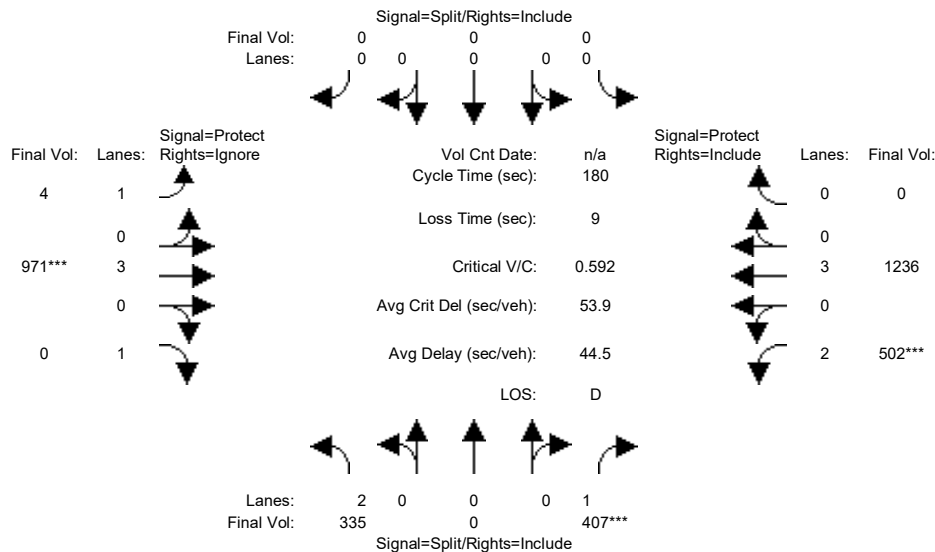 Signal=Split/Rights=Include
Final Vol: 0 0 0
Lanes: 0 0 0 0 0
Signal=Protect Signal=Protect
Final Vol: Lanes: Rights=Ignore Vol Cnt Date: n/a Rights=Include Lanes: Final Vol:
Cycle Time (sec): 180
4 1 0 0
Loss Time (sec): 9
0 0
971*** 3 Critical V/C: 0.592 3 1236
0 Avg Crit Del (sec/veh): 53.9 0
0 1 Avg Delay (sec/veh): 44.5 2 502***
LOS: D
Lanes: 2 0 0 0 1
Final Vol: 335 0 407***
Signal=Split/Rights=Include